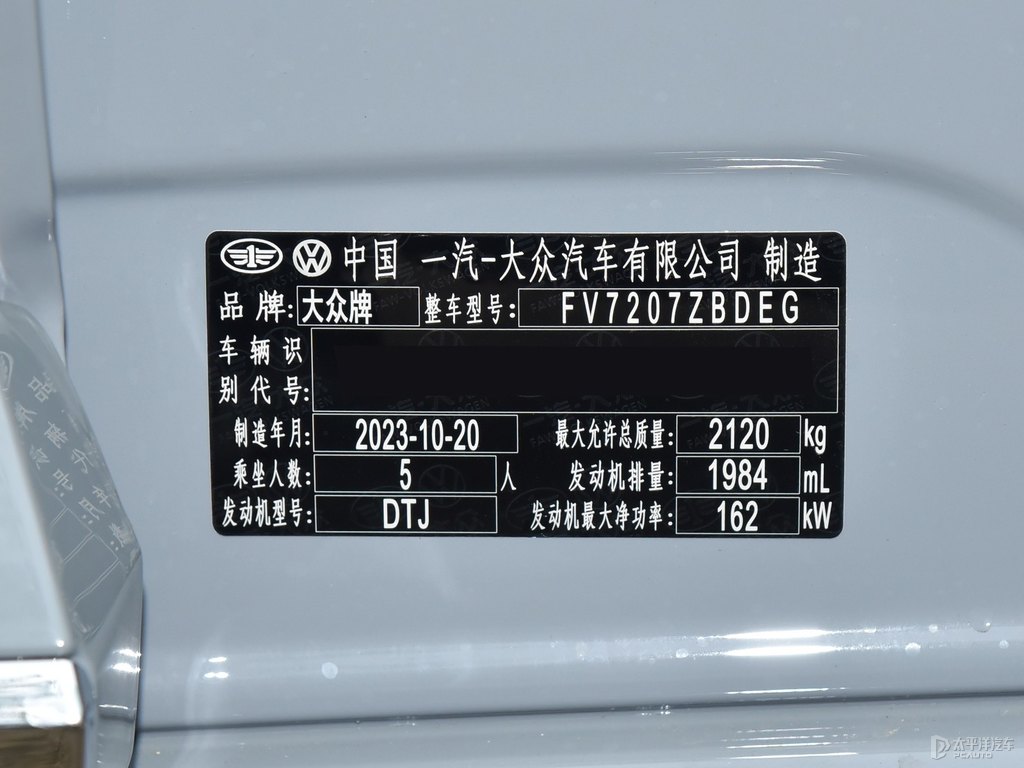 中国 一汽-大众汽车有限公司 制造
品 牌: 大众牌 整车型号: FV7207ZBDEG
车 辆 识
别 代 号:
制造年月: 2023-10-20 最大允许总质量: 2120 kg
乘坐人数: 5 人 发动机排量: 1984 mL
发动机型号: DTJ 发动机最大净功率: 162 kW
太平洋汽车
PCAUTO